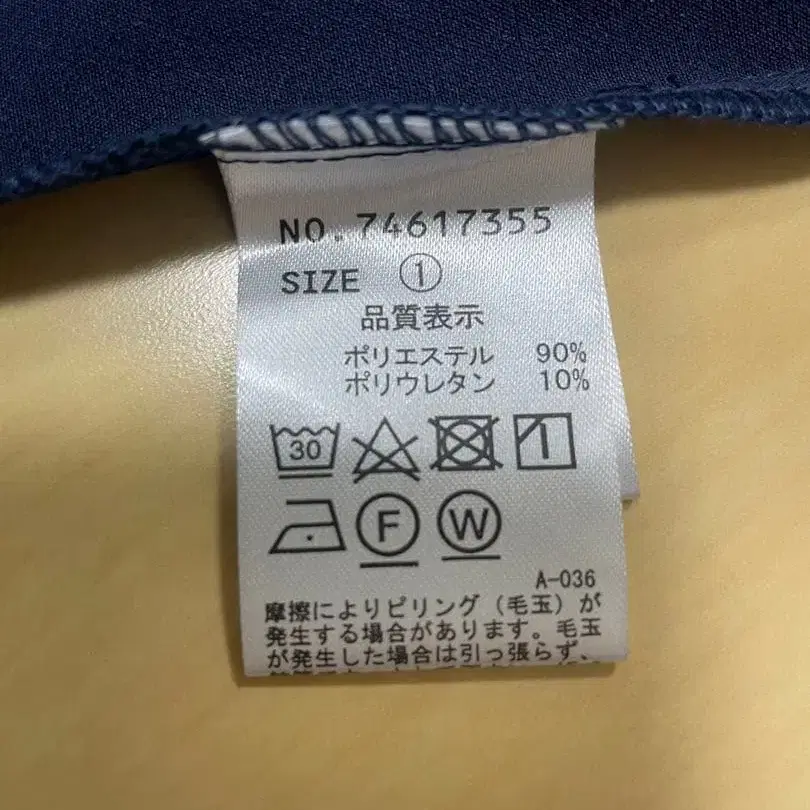 NO. 74617355
SIZE ①
品質表示
ポリエステル 90%
ポリウレタン 10%
30
F W
A-036
摩擦によりピリング（毛玉）が
発生する場合があります。毛玉
が発生した場合は引っ張らず、